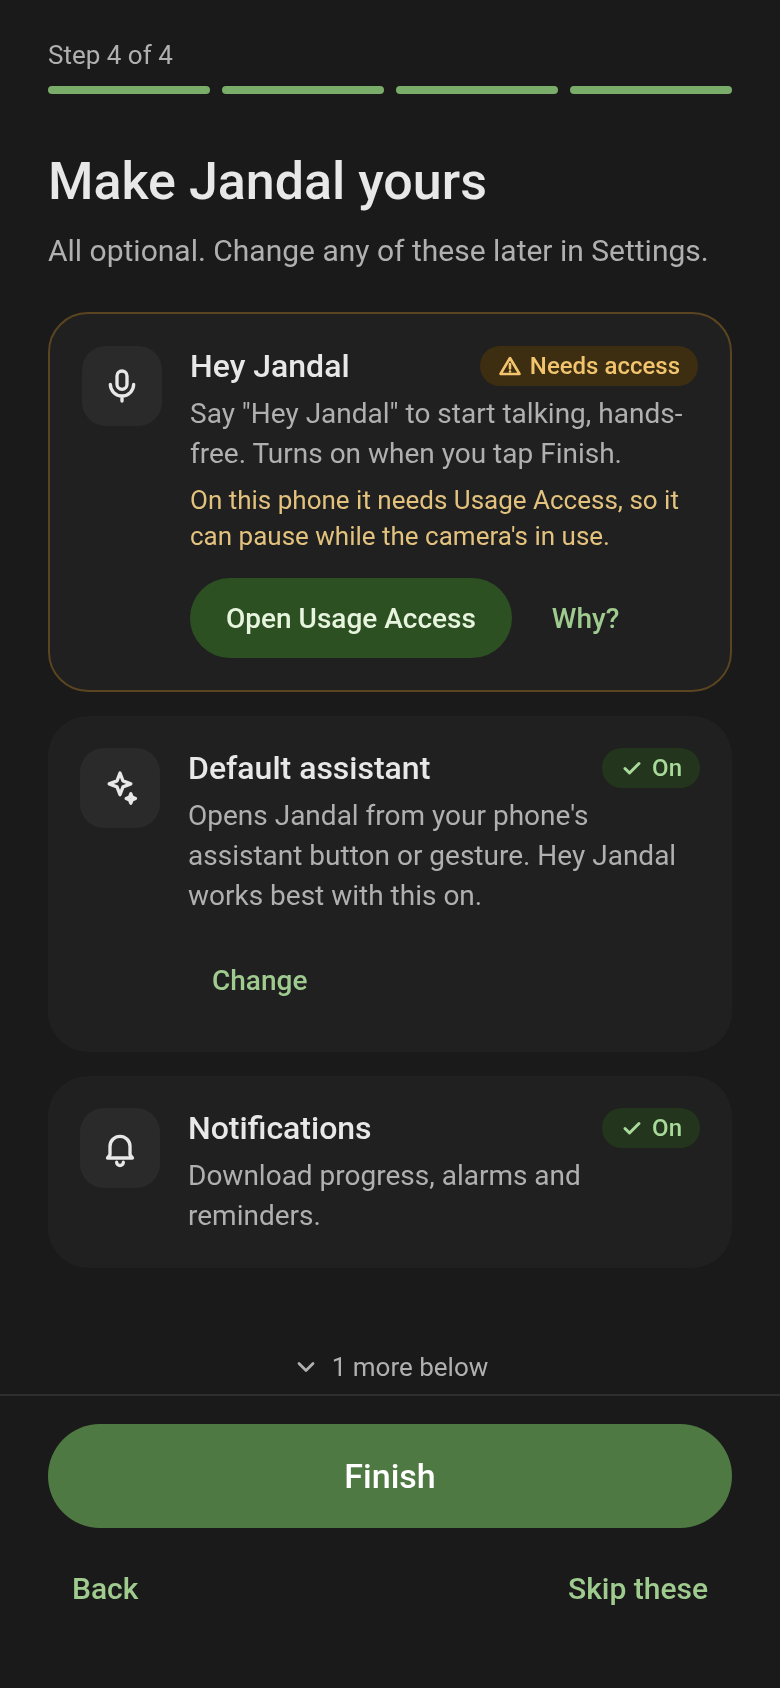 Step 4 of 4
Make Jandal yours
All optional. Change any of these later in Settings.
Hey Jandal
Needs access
Say "Hey Jandal" to start talking, hands-
free. Turns on when you tap Finish.
On this phone it needs Usage Access, so it
can pause while the camera's in use.
Open Usage Access
Why?
Default assistant
On
Opens Jandal from your phone's
assistant button or gesture. Hey Jandal
works best with this on.
Change
Notifications
On
Download progress, alarms and
reminders.
1 more below
Finish
Back
Skip these